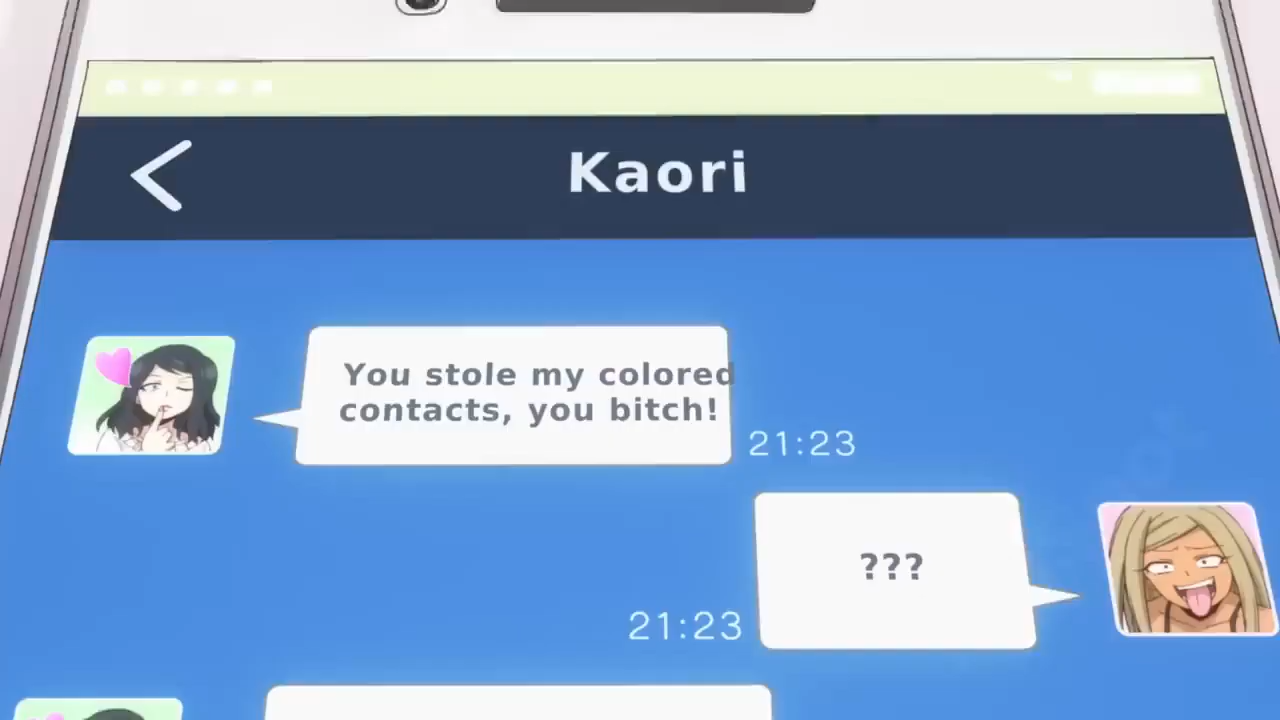 Kaori
You stole my colored
contacts, you bitch!
21:23
???
21:23